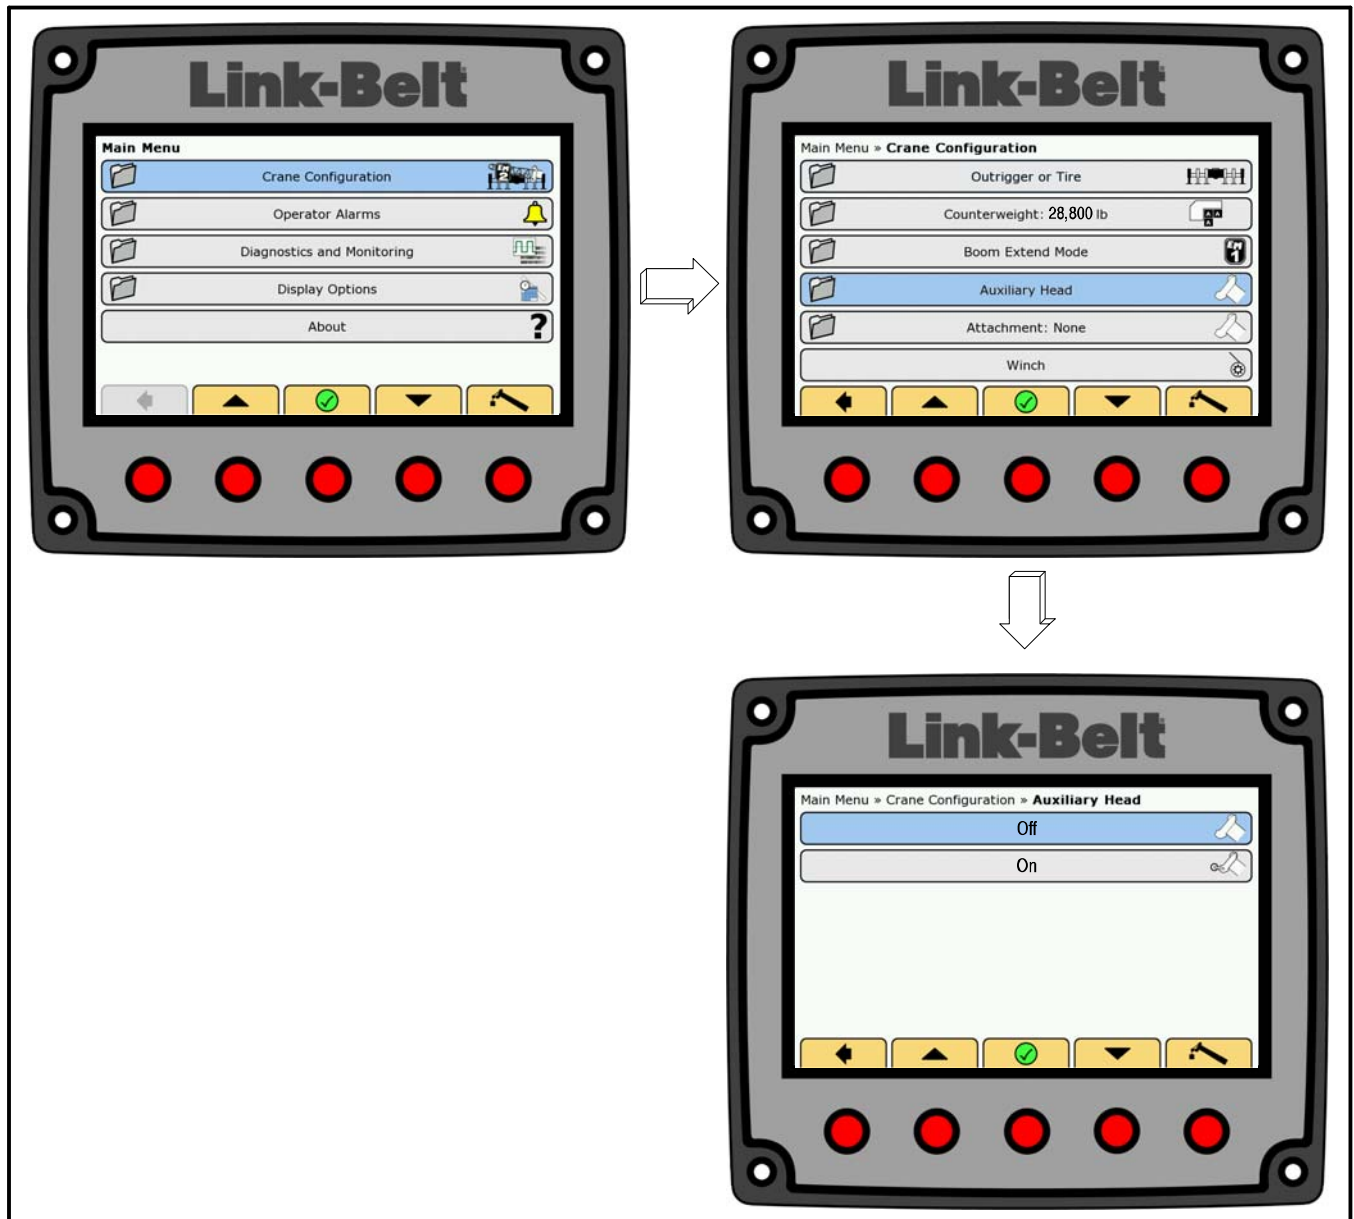 Link-Belt
Main Menu
Crane Configuration
2
Operator Alarms
Diagnostics and Monitoring
Display Options
About
?
Link-Belt
Main Menu » Crane Configuration
Outrigger or Tire
Counterweight: 28,800 lb
Boom Extend Mode
1
Auxiliary Head
Attachment: None
Winch
Link-Belt
Main Menu » Crane Configuration » Auxiliary Head
Off
On